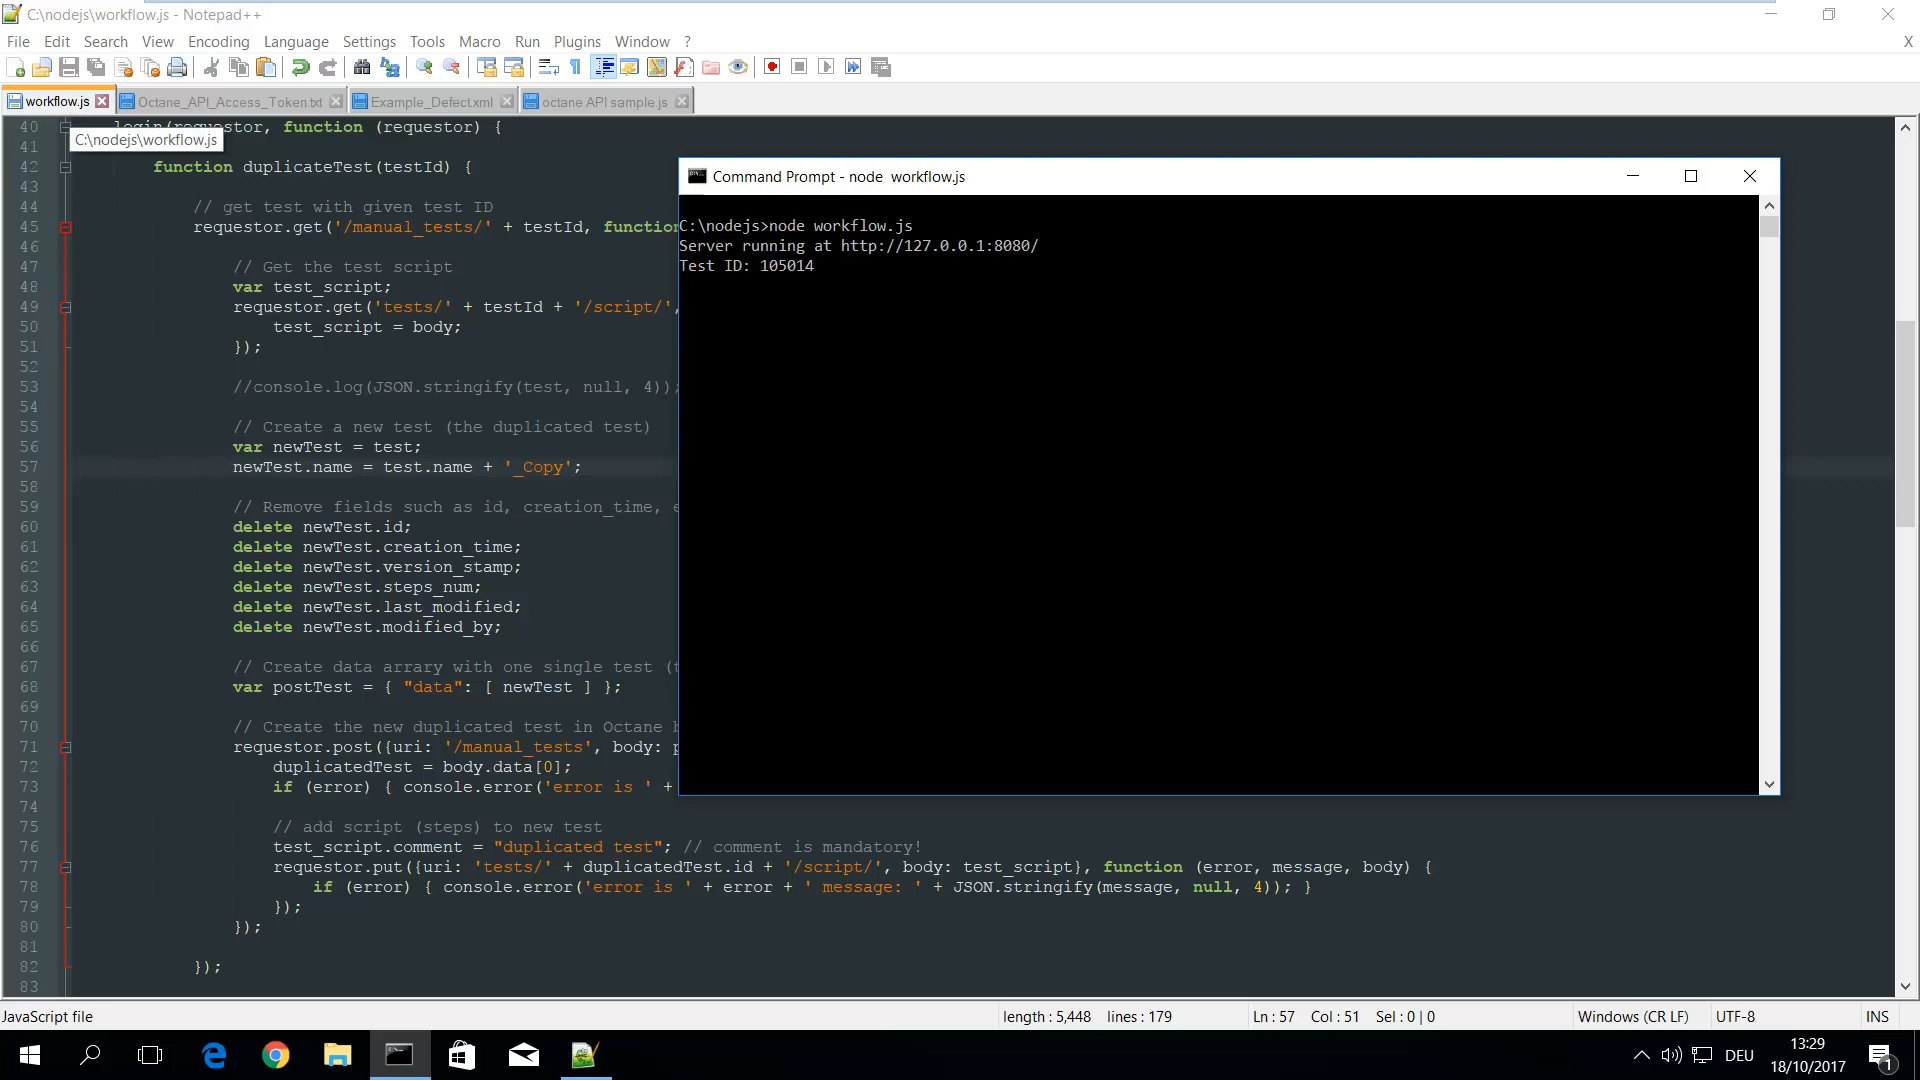 C:\nodejs\workflow.js - Notepad++
File Edit Search View Encoding Language Settings Tools Macro Run Plugins Window ?
X
workflow.js Octane_API_Access_Token.txt Example_Defect.xml octane API sample.js
C:\nodejs\workflow.js
40 login(requestor, function (requestor) {
41
42 function duplicateTest(testId) {
43
44 // get test with given test ID
45 requestor.get('/manual_tests/' + testId, function
46
47 // Get the test script
48 var test_script;
49 requestor.get('tests/' + testId + '/script/',
50 test_script = body;
51 });
52
53 //console.log(JSON.stringify(test, null, 4));
54
55 // Create a new test (the duplicated test)
56 var newTest = test;
57 newTest.name = test.name + '_Copy';
58
59 // Remove fields such as id, creation_time,
60 delete newTest.id;
61 delete newTest.creation_time;
62 delete newTest.version_stamp;
63 delete newTest.steps_num;
64 delete newTest.last_modified;
65 delete newTest.modified_by;
66
67 // Create data arrary with one single test (
68 var postTest = { "data": [ newTest ] };
69
70 // Create the new duplicated test in Octane
71 requestor.post({uri: '/manual_tests', body:
72 duplicatedTest = body.data[0];
73 if (error) { console.error('error is ' +
74
75 // add script (steps) to new test
76 test_script.comment = "duplicated test"; // comment is mandatory!
77 requestor.put({uri: 'tests/' + duplicatedTest.id + '/script/', body: test_script}, function (error, message, body) {
78 if (error) { console.error('error is ' + error + ' message: ' + JSON.stringify(message, null, 4)); }
79 });
80 });
81
82 });
83
Command Prompt - node workflow.js
C:\nodejs>node workflow.js
Server running at http://127.0.0.1:8080/
Test ID: 105014
JavaScript file length : 5,448 lines : 179 Ln : 57 Col : 51 Sel : 0 | 0 Windows (CR LF) UTF-8 INS
DEU
13:29
18/10/2017
1